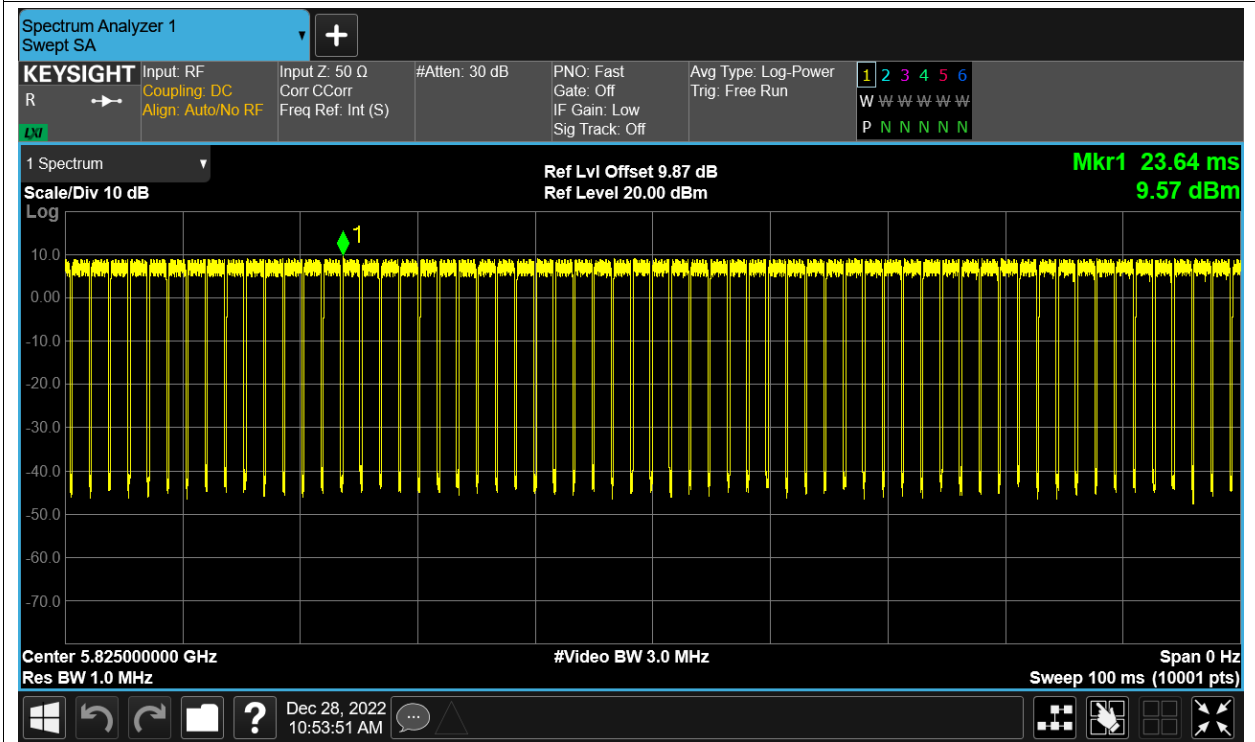 Spectrum Analyzer 1
Swept SA
+
KEYSIGHT
R
LXI
Input: RF
Coupling: DC
Align: Auto/No RF
Input Z: 50 Ω
Corr CCorr
Freq Ref: Int (S)
#Atten: 30 dB
PNO: Fast
Gate: Off
IF Gain: Low
Sig Track: Off
Avg Type: Log-Power
Trig: Free Run
1 2 3 4 5 6
W W W W W W
P N N N N N
1 Spectrum
Scale/Div 10 dB
Log
Ref Lvl Offset 9.87 dB
Ref Level 20.00 dBm
Mkr1 23.64 ms
9.57 dBm
1
10.0
0.00
-10.0
-20.0
-30.0
-40.0
-50.0
-60.0
-70.0
Center 5.825000000 GHz
Res BW 1.0 MHz
#Video BW 3.0 MHz
Span 0 Hz
Sweep 100 ms (10001 pts)
?
Dec 28, 2022
10:53:51 AM